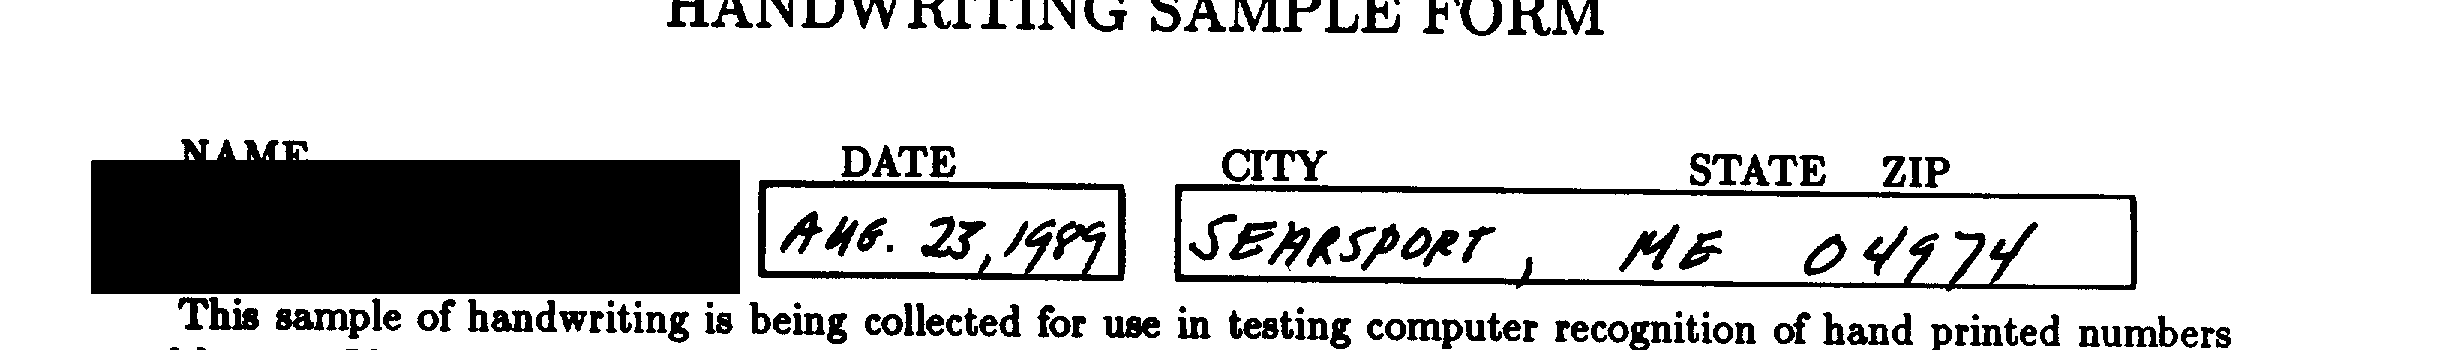 HANDWRITING SAMPLE FORM
NAME DATE CITY STATE ZIP
AUG. 23, 1989 SEARSPORT, ME 04974
This sample of handwriting is being collected for use in testing computer recognition of hand printed numbers